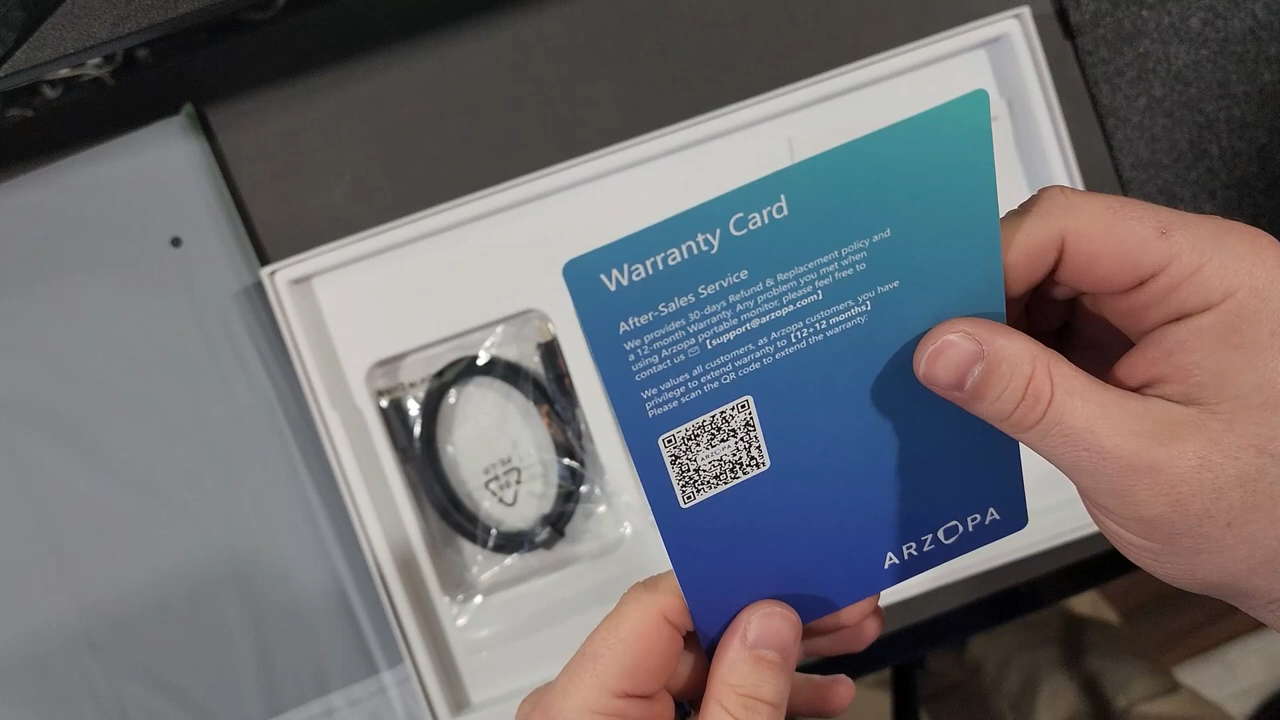 Warranty Card
After-Sales Service
We provides 30-days Refund & Replacement policy and
a 12-month Warranty. Any problem you met when
using Arzopa portable monitor, please feel free to
contact us 【support@arzopa.com】
We values all customers, as Arzopa customers, you have
privilege to extend warranty to 【12+12 months】
Please scan the QR code to extend the warranty:
ARZOPA
ARZOPA